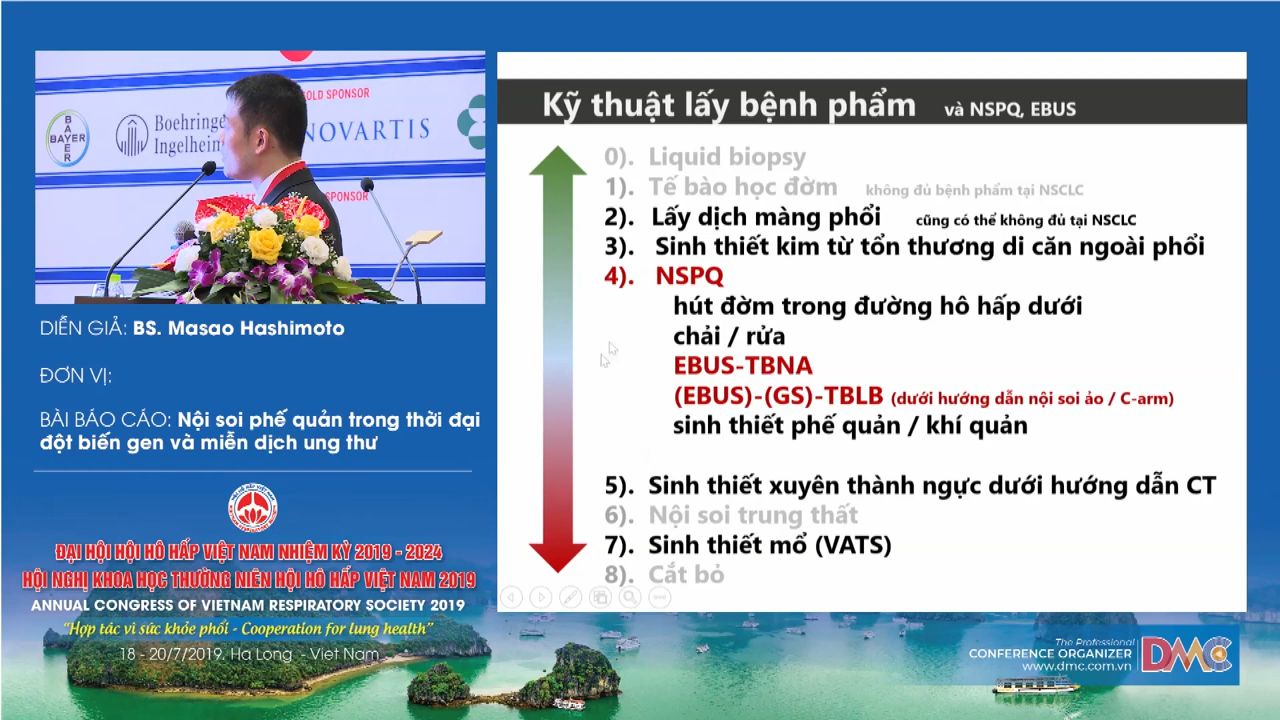 GOLD SPONSOR
BAYER
BAYER
Boehringer
Ingelheim
NOVARTIS
SPONSOR
DIỄN GIẢ: BS. Masao Hashimoto
ĐƠN VỊ:
BÀI BÁO CÁO: Nội soi phế quản trong thời đại
đột biến gen và miễn dịch ung thư
ĐẠI HỘI HỘI HÔ HẤP VIỆT NAM NHIỆM KỲ 2019 - 2024
HỘI NGHỊ KHOA HỌC THƯỜNG NIÊN HỘI HÔ HẤP VIỆT NAM 2019
ANNUAL CONGRESS OF VIETNAM RESPIRATORY SOCIETY 2019
“Hợp tác vì sức khỏe phổi - Cooperation for lung health”
18 - 20/7/2019. Ha Long - Viet Nam
Kỹ thuật lấy bệnh phẩm và NSPQ, EBUS
0). Liquid biopsy
1). Tế bào học đờm không đủ bệnh phẩm tại NSCLC
2). Lấy dịch màng phổi cũng có thể không đủ tại NSCLC
3). Sinh thiết kim từ tổn thương di căn ngoài phổi
4). NSPQ
hút đờm trong đường hô hấp dưới
chải / rửa
EBUS-TBNA
(EBUS)-(GS)-TBLB (dưới hướng dẫn nội soi ảo / C-arm)
sinh thiết phế quản / khí quản
5). Sinh thiết xuyên thành ngực dưới hướng dẫn CT
6). Nội soi trung thất
7). Sinh thiết mổ (VATS)
8). Cắt bỏ
The Professional
CONFERENCE ORGANIZER
www.dmc.com.vn
DMC